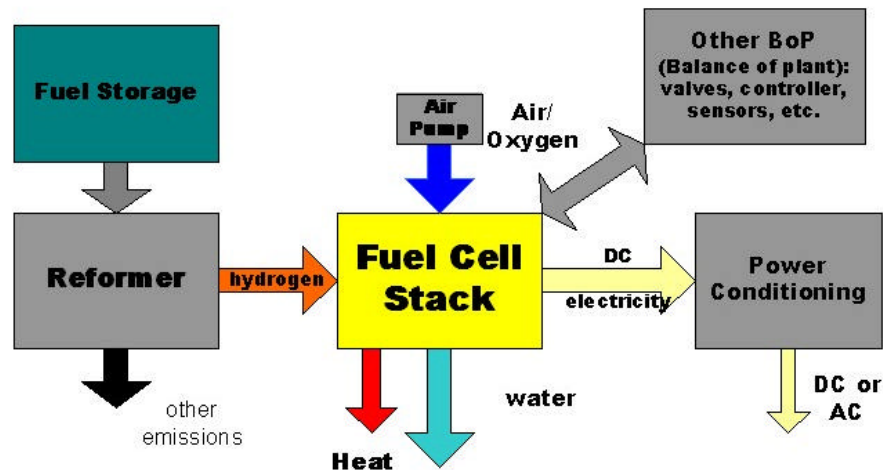 Fuel Storage
Air
Pump
Air/
Oxygen
Other BoP
(Balance of plant):
valves, controller,
sensors, etc.
Reformer
hydrogen
Fuel Cell
Stack
DC
electricity
Power
Conditioning
other
emissions
Heat
water
DC or
AC